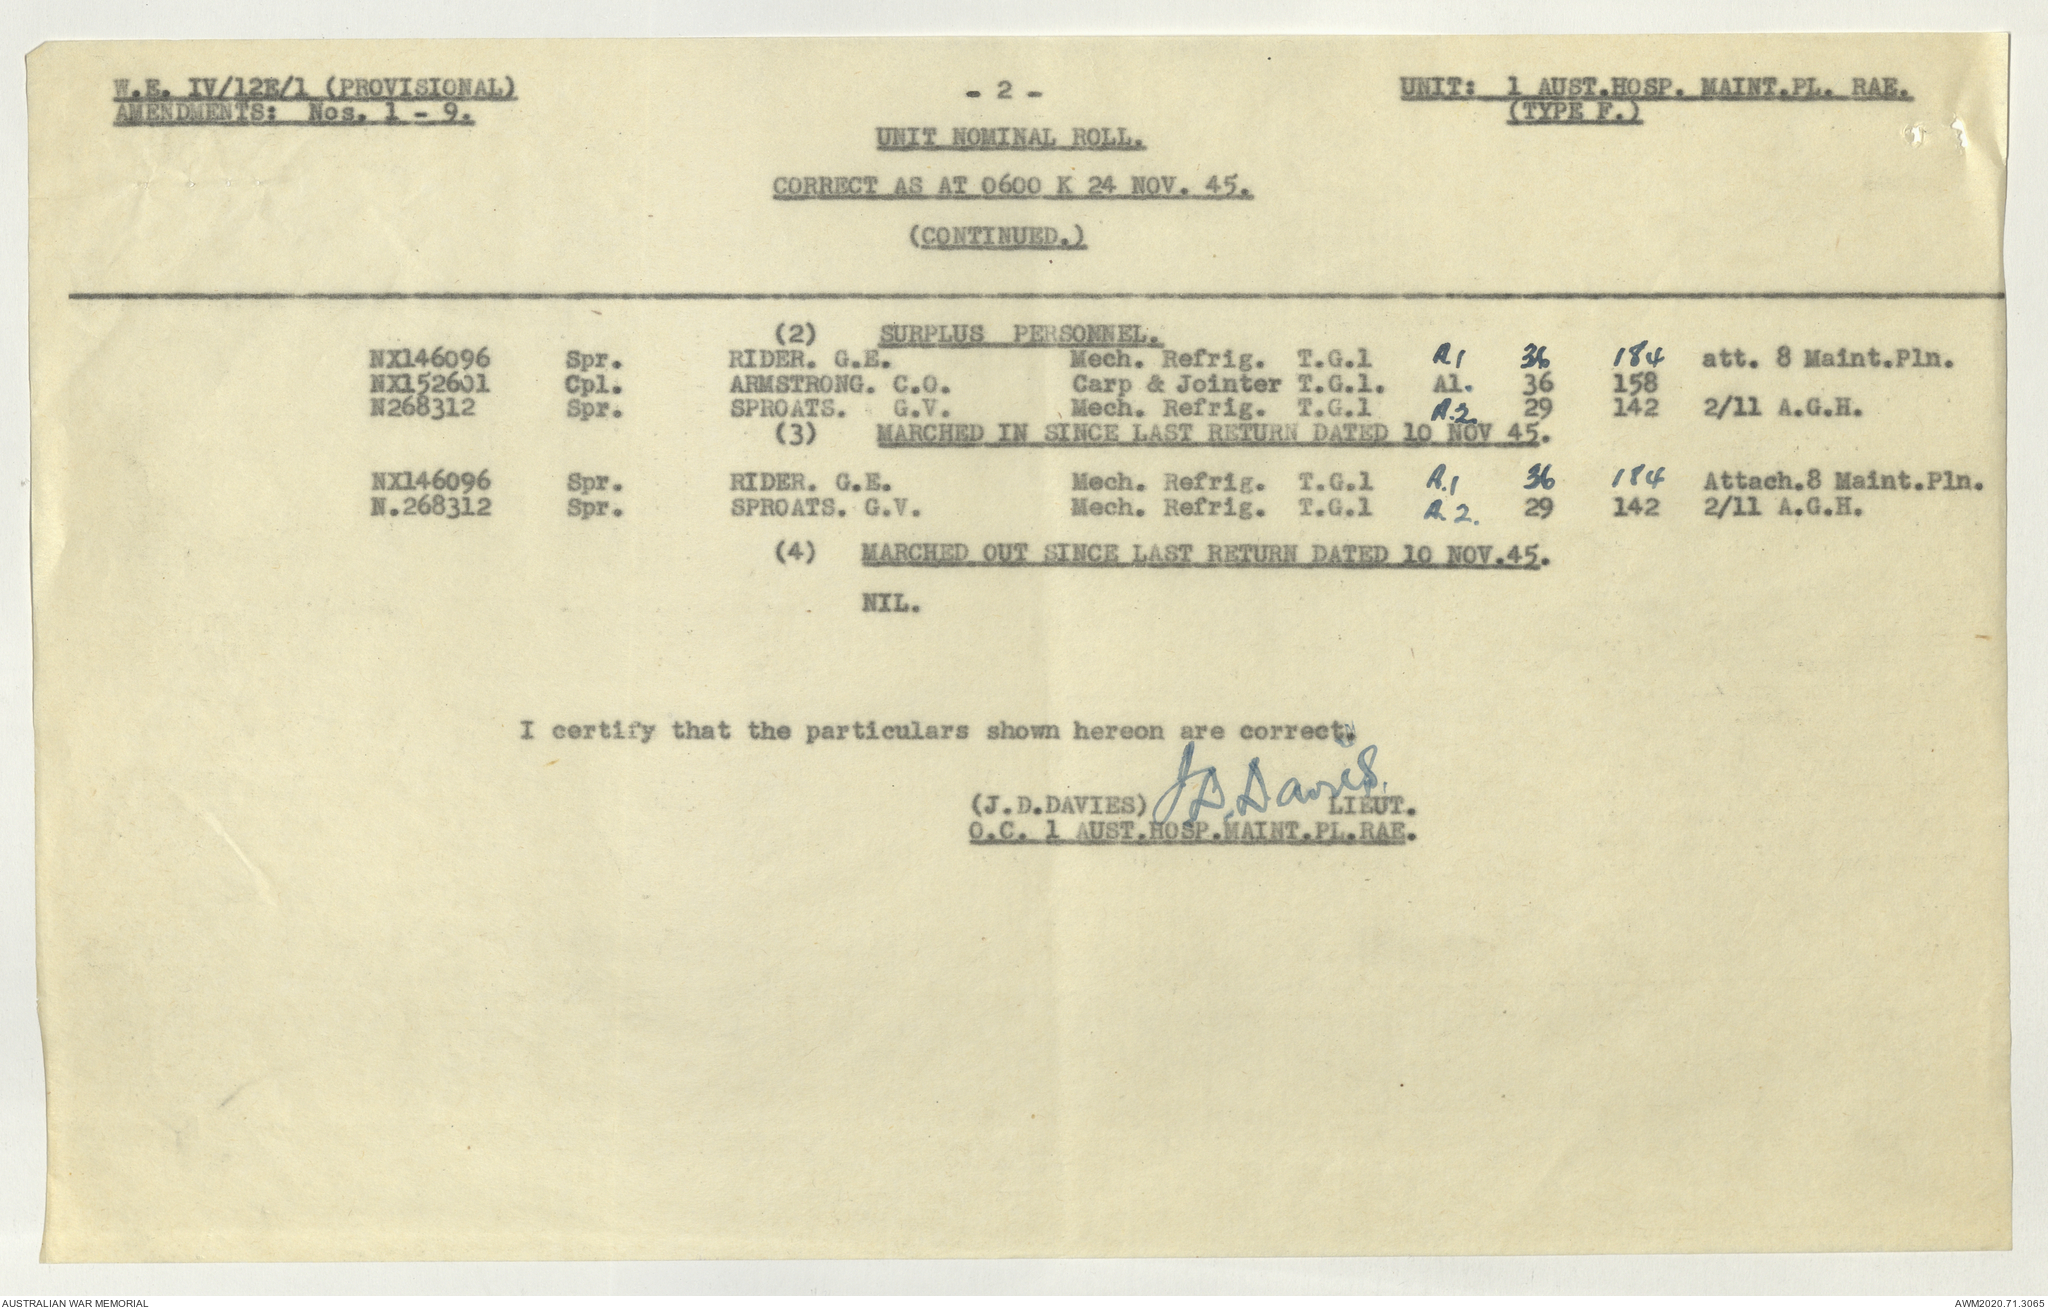 W.E. IV/12E/1 (PROVISIONAL)
AMENDMENTS: Nos. 1 - 9.
- 2 -
UNIT: 1 AUST.HOSP. MAINT.PL. RAE.
(TYPE F.)
UNIT NOMINAL ROLL.
CORRECT AS AT 0600 K 24 NOV. 45.
(CONTINUED.)
(2) SURPLUS PERSONNEL.
NX146096 Spr. RIDER. G.E. Mech. Refrig. T.G.1 A1 36 184 att. 8 Maint.Pln.
NX152601 Cpl. ARMSTRONG. C.O. Carp & Jointer T.G.1. A1. 36 158
N268312 Spr. SPROATS. G.V. Mech. Refrig. T.G.1 A.2. 29 142 2/11 A.G.H.
(3) MARCHED IN SINCE LAST RETURN DATED 10 NOV 45.
NX146096 Spr. RIDER. G.E. Mech. Refrig. T.G.1 A.1 36 184 Attach.8 Maint.Pln.
N.268312 Spr. SPROATS. G.V. Mech. Refrig. T.G.1 A.2. 29 142 2/11 A.G.H.
(4) MARCHED OUT SINCE LAST RETURN DATED 10 NOV.45.
NIL.
I certify that the particulars shown hereon are correct.
(J.D.DAVIES) J.D.Davies. LIEUT.
O.C. 1 AUST.HOSP.MAINT.PL.RAE.
AUSTRALIAN WAR MEMORIAL
AWM2020.71.3065